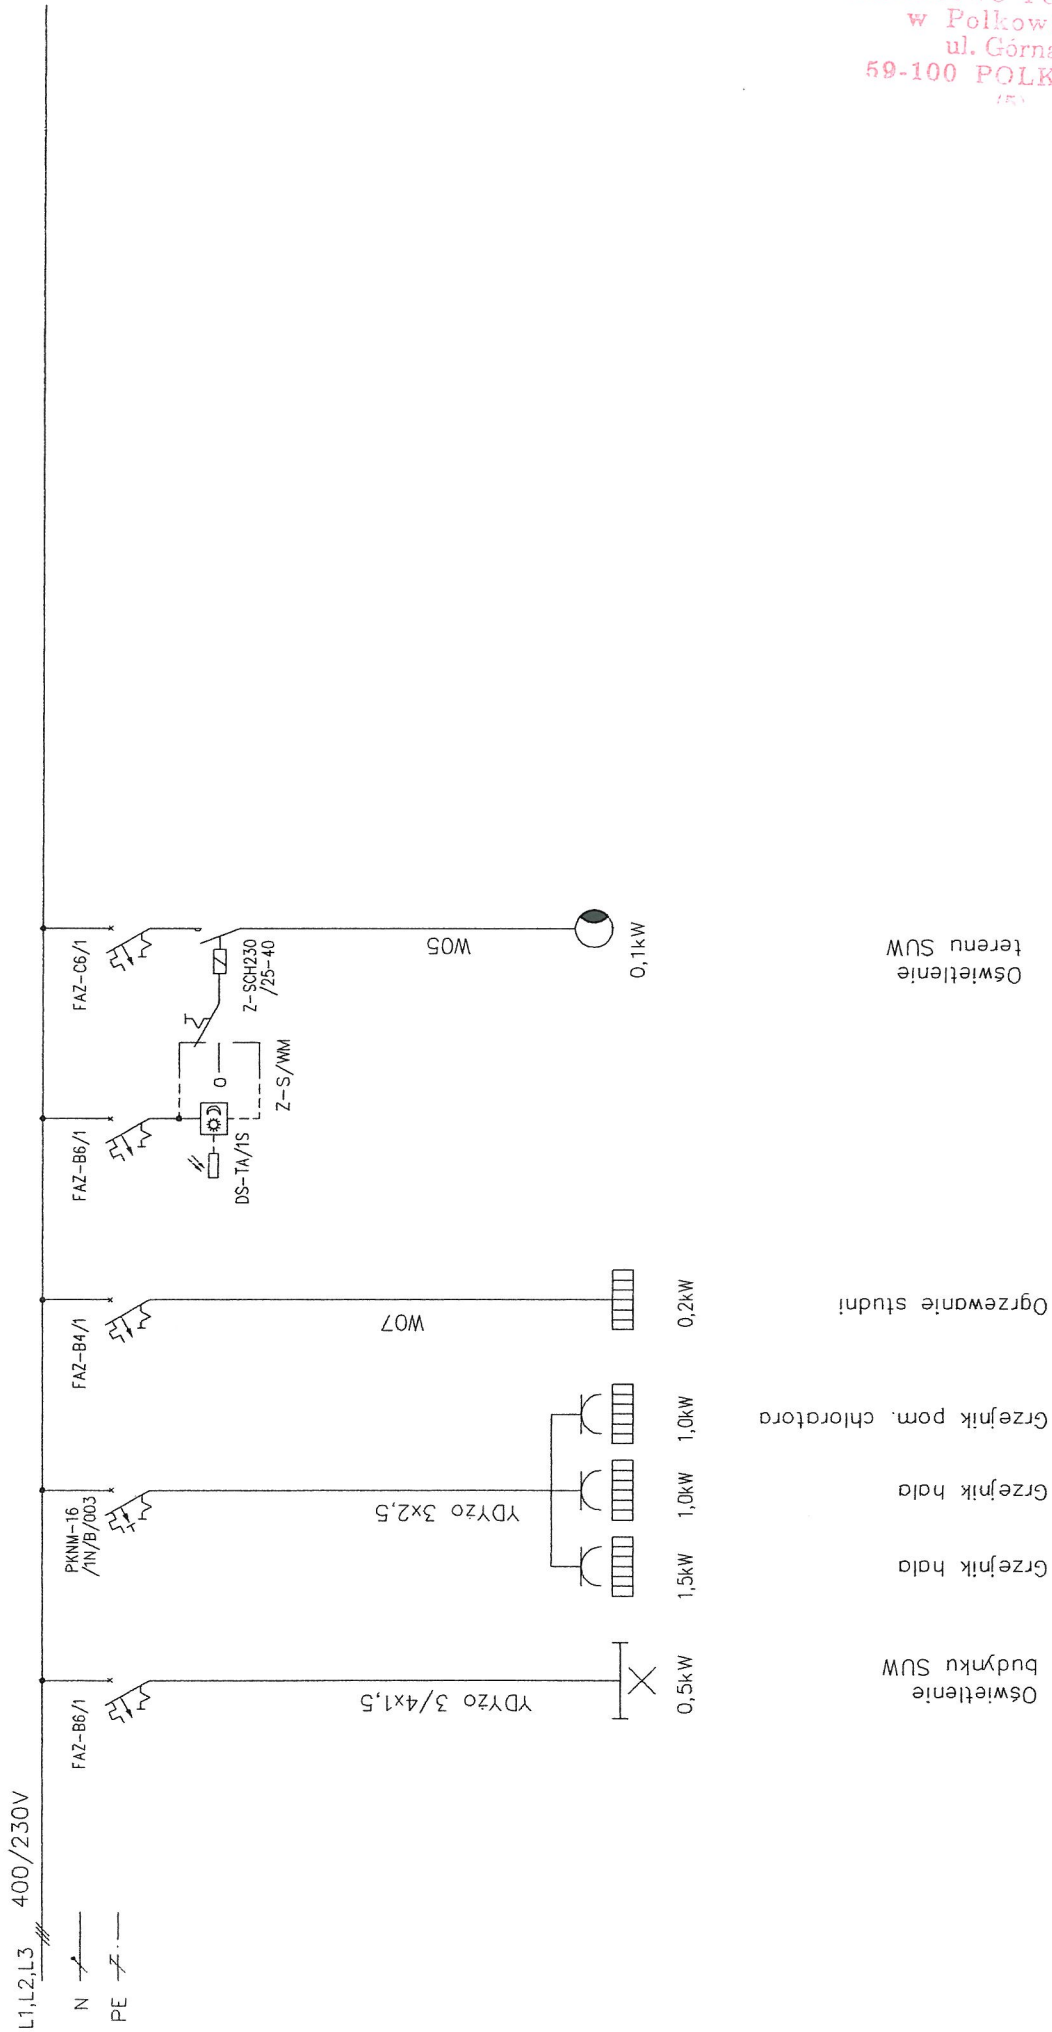 w Polkow
ul. Górna
59-100 POLK
L1,L2,L3 400/230V
N
PE
FAZ-B6/1
YDYżo 3/4x1,5
0,5kW
Oświetlenie
budynku SUW
PKNM-16
/1N/B/003
YDYżo 3x2,5
1,5kW
Grzejnik hala
1,0kW
Grzejnik hala
1,0kW
Grzejnik pom. chloratora
FAZ-B4/1
W07
0,2kW
Ogrzewanie studni
FAZ-B6/1
DS-TA/1S
0
Z-S/WM
FAZ-C6/1
Z-SCH230
/25-40
W05
0,1kW
Oświetlenie
terenu SUW